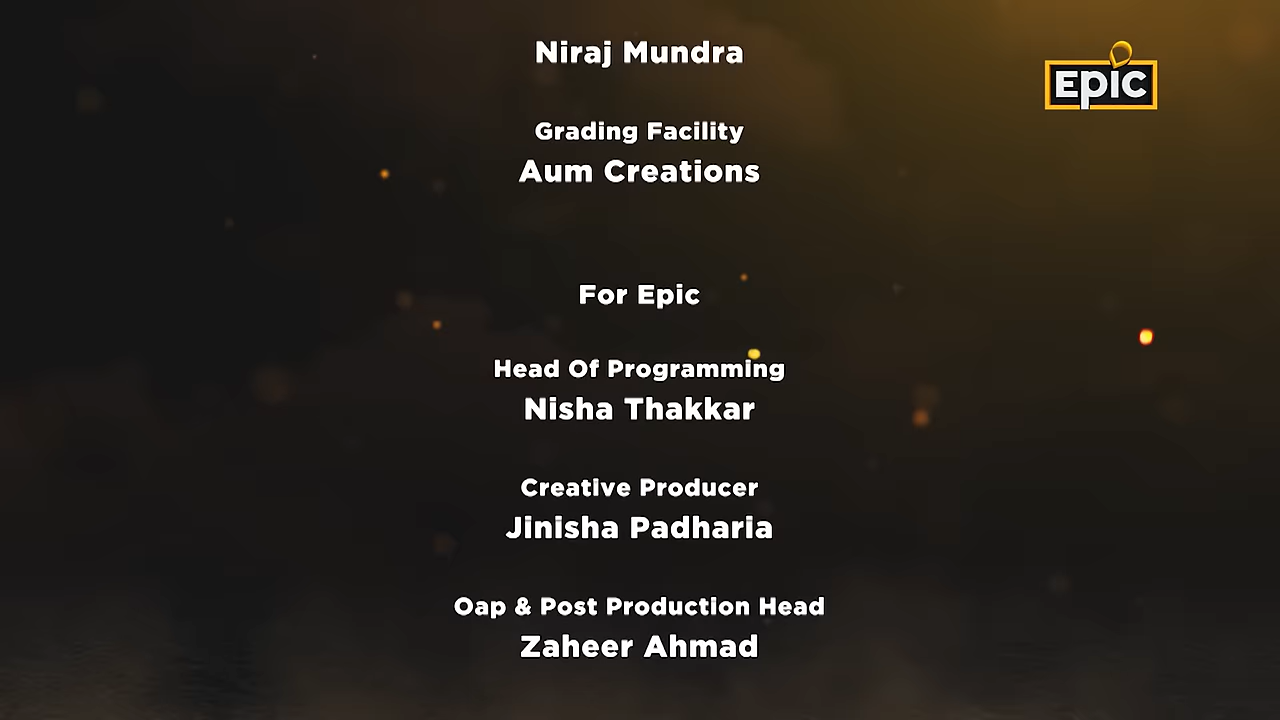 Niraj Mundra
EPIC
Grading Facility
Aum Creations
For Epic
Head Of Programming
Nisha Thakkar
Creative Producer
Jinisha Padharia
Oap & Post Production Head
Zaheer Ahmad